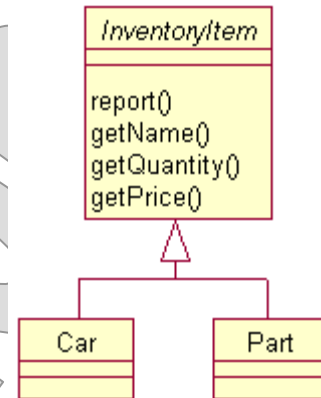 InventoryItem
report()
getName()
getQuantity()
getPrice()
Car
Part